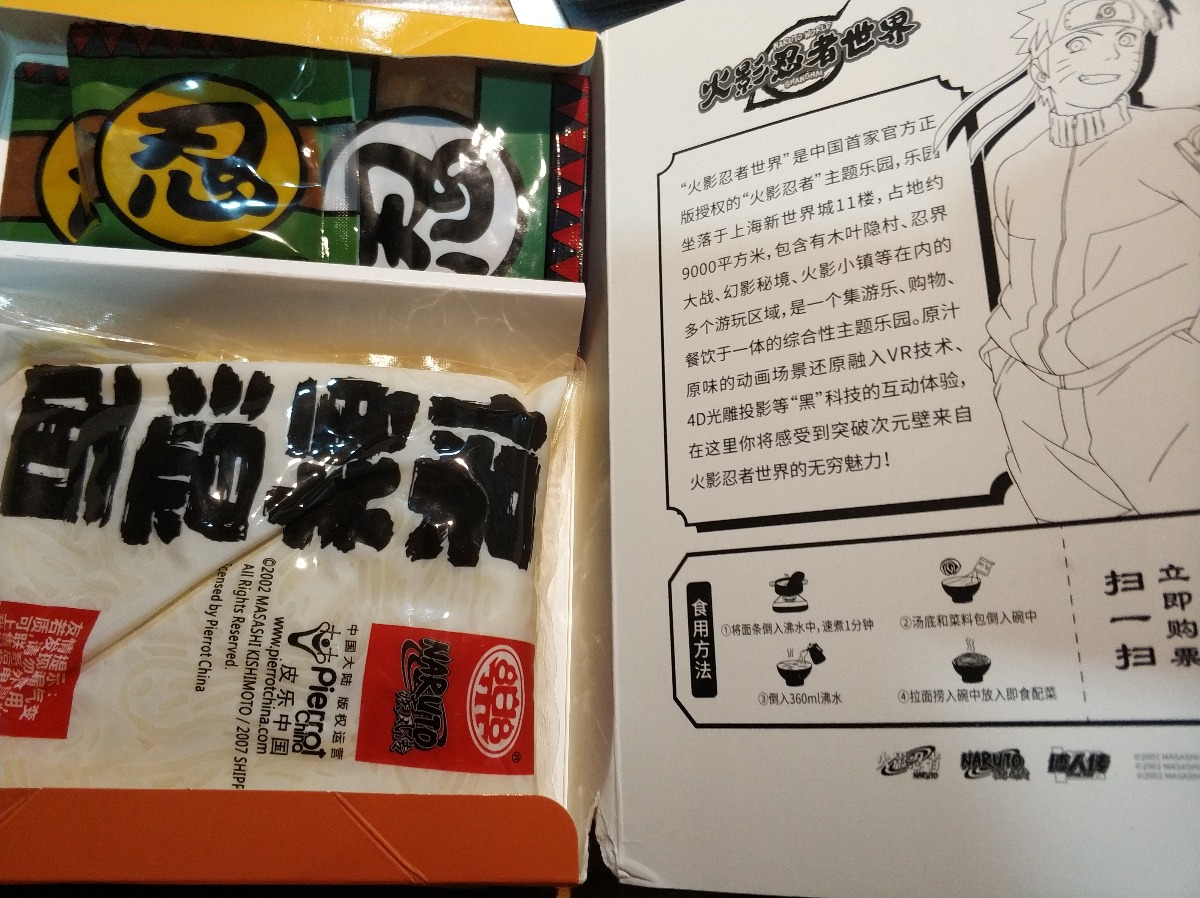 忍
火影忍者世界
NARUTO WORLD
SHANGHAI
“火影忍者世界”是中国首家官方正
版授权的“火影忍者”主题乐园，乐园
坐落于上海新世界城11楼，占地约
9000平方米，包含有木叶隐村、忍界
大战、幻影秘境、火影小镇等在内的
多个游玩区域，是一个集游乐、购物、
餐饮于一体的综合性主题乐园。原汁
原味的动画场景还原融入VR技术、
4D光雕投影等“黑”科技的互动体验，
在这里你将感受到突破次元壁来自
火影忍者世界的无穷魅力！
食用方法
①将面条倒入沸水中，速煮1分钟
②汤底和菜料包倒入碗中
③倒入360ml沸水
④拉面捞入碗中放入即食配菜
扫一扫
立即购票
火影忍者
NARUTO
NARUTO
博人传
©2002 MASASHI KISHIMOTO / 2007 SHIPP
All Rights Reserved.
censed by Pierrot China
中国大陆 版权运营
Pierrot
China
皮乐中国
www.pierrotchina.com
NARUTO
®